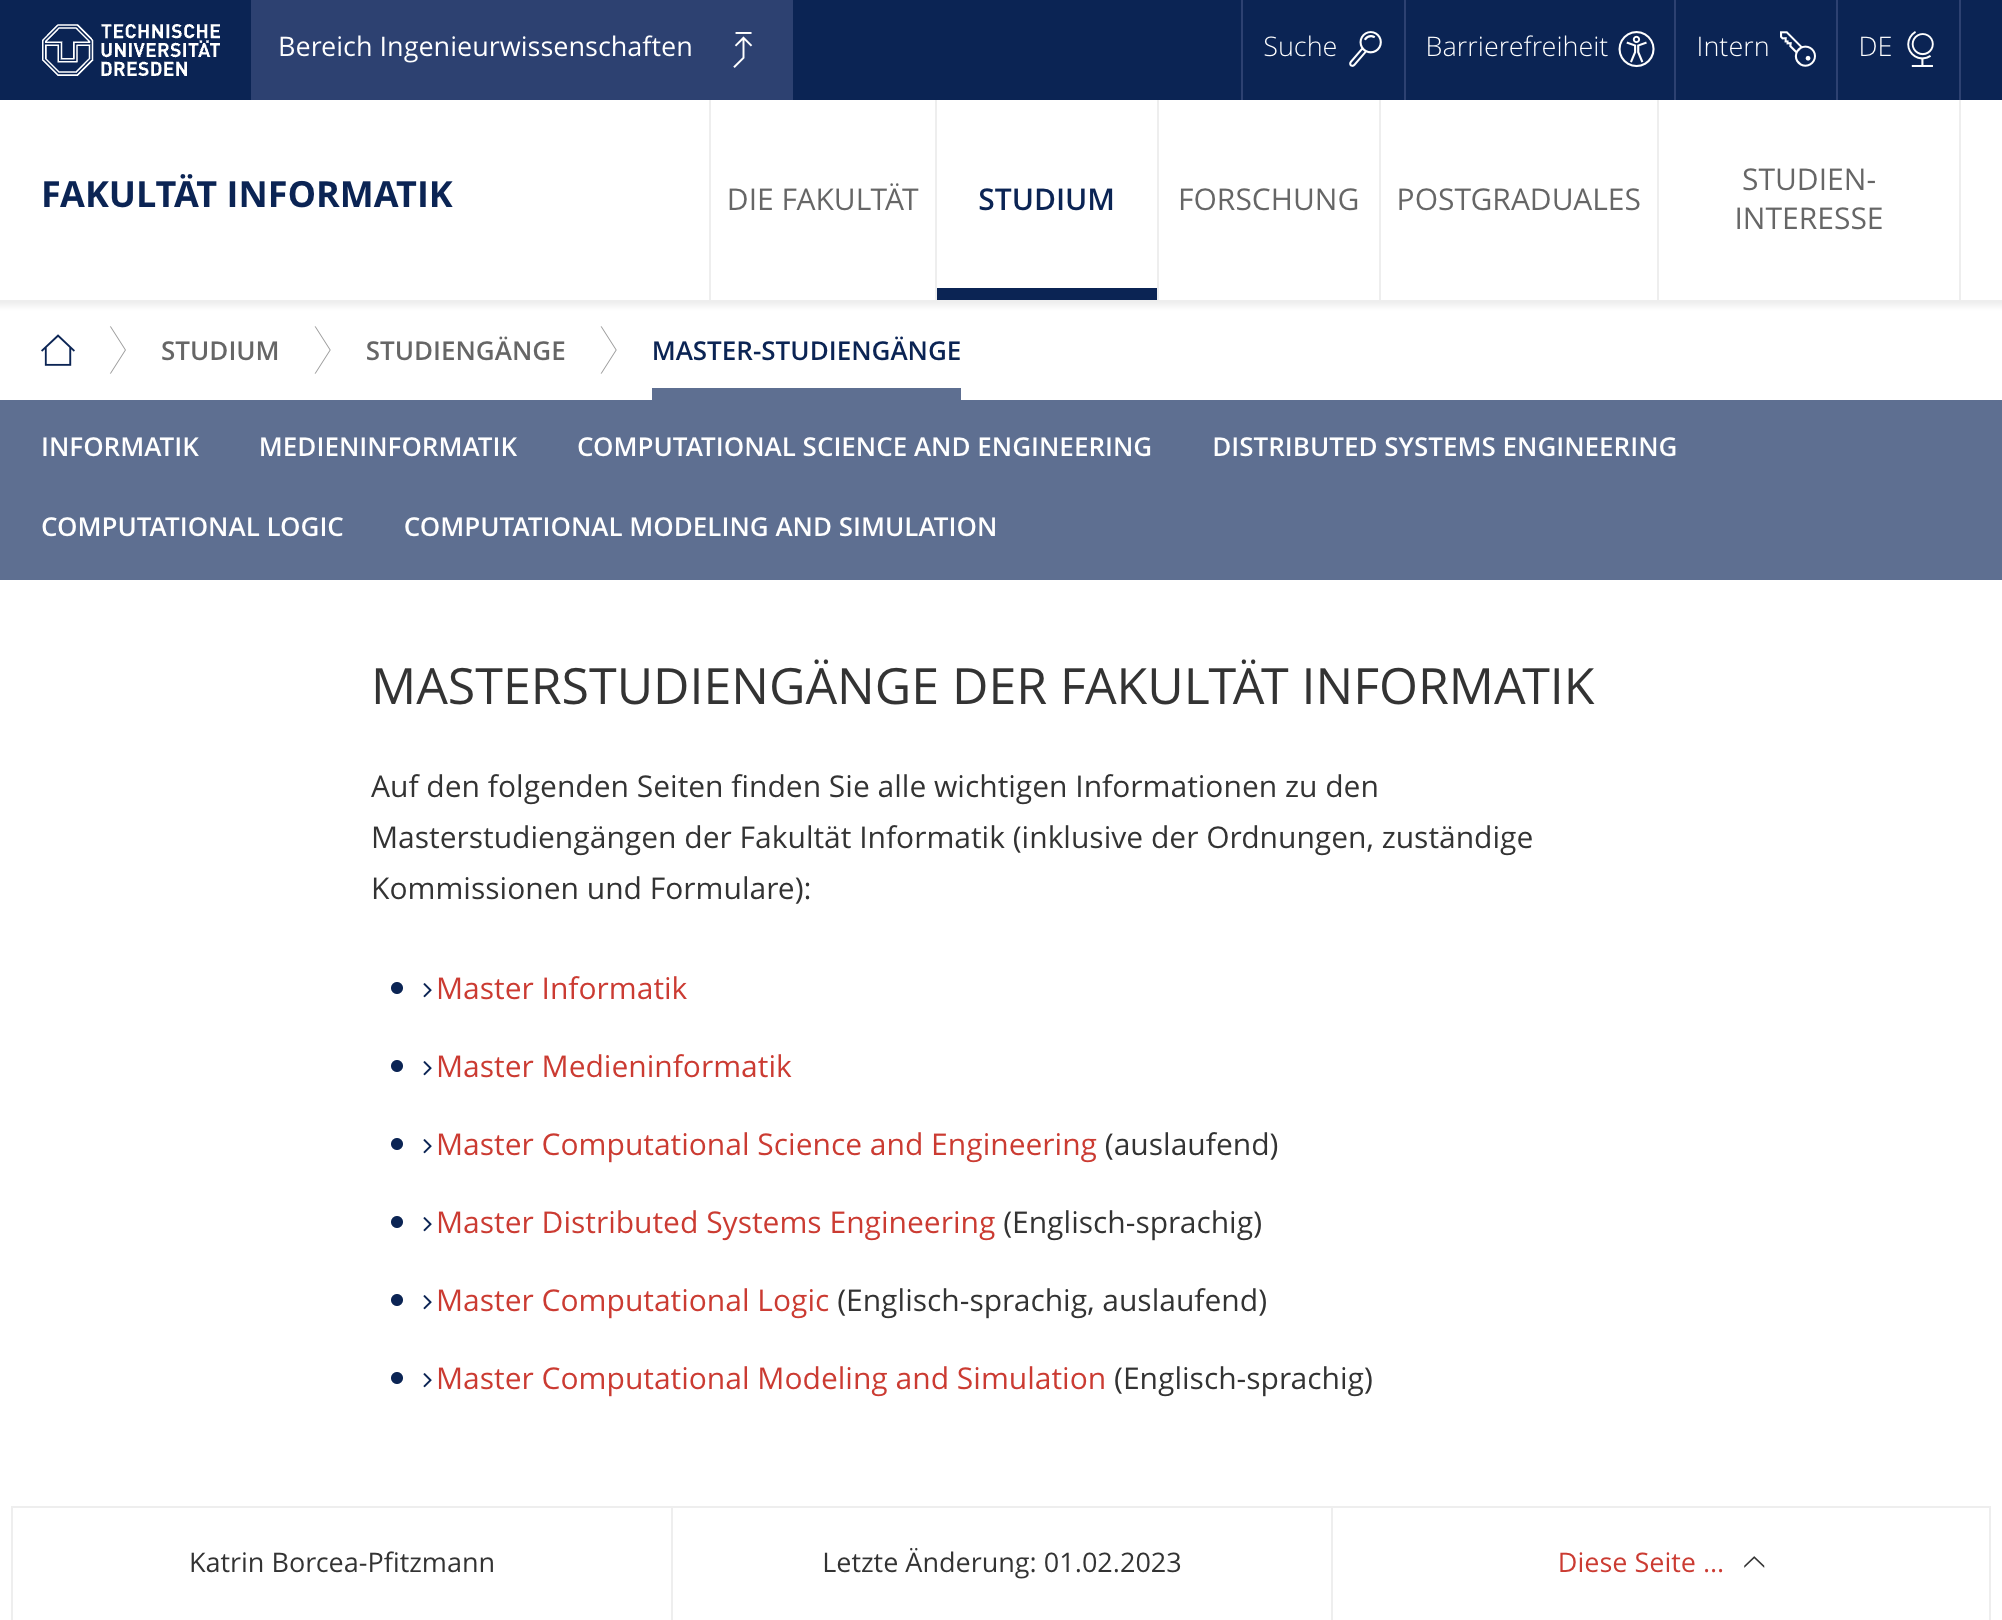 TECHNISCHE
UNIVERSITÄT
DRESDEN
Bereich Ingenieurwissenschaften
Suche
Barrierefreiheit
Intern
DE
FAKULTÄT INFORMATIK
DIE FAKULTÄT
STUDIUM
FORSCHUNG
POSTGRADUALES
STUDIEN-
INTERESSE
STUDIUM
STUDIENGÄNGE
MASTER-STUDIENGÄNGE
INFORMATIK
MEDIENINFORMATIK
COMPUTATIONAL SCIENCE AND ENGINEERING
DISTRIBUTED SYSTEMS ENGINEERING
COMPUTATIONAL LOGIC
COMPUTATIONAL MODELING AND SIMULATION
MASTERSTUDIENGÄNGE DER FAKULTÄT INFORMATIK
Auf den folgenden Seiten finden Sie alle wichtigen Informationen zu den
Masterstudiengängen der Fakultät Informatik (inklusive der Ordnungen, zuständige
Kommissionen und Formulare):
Master Informatik
Master Medieninformatik
Master Computational Science and Engineering (auslaufend)
Master Distributed Systems Engineering (Englisch-sprachig)
Master Computational Logic (Englisch-sprachig, auslaufend)
Master Computational Modeling and Simulation (Englisch-sprachig)
Katrin Borcea-Pfitzmann
Letzte Änderung: 01.02.2023
Diese Seite ...